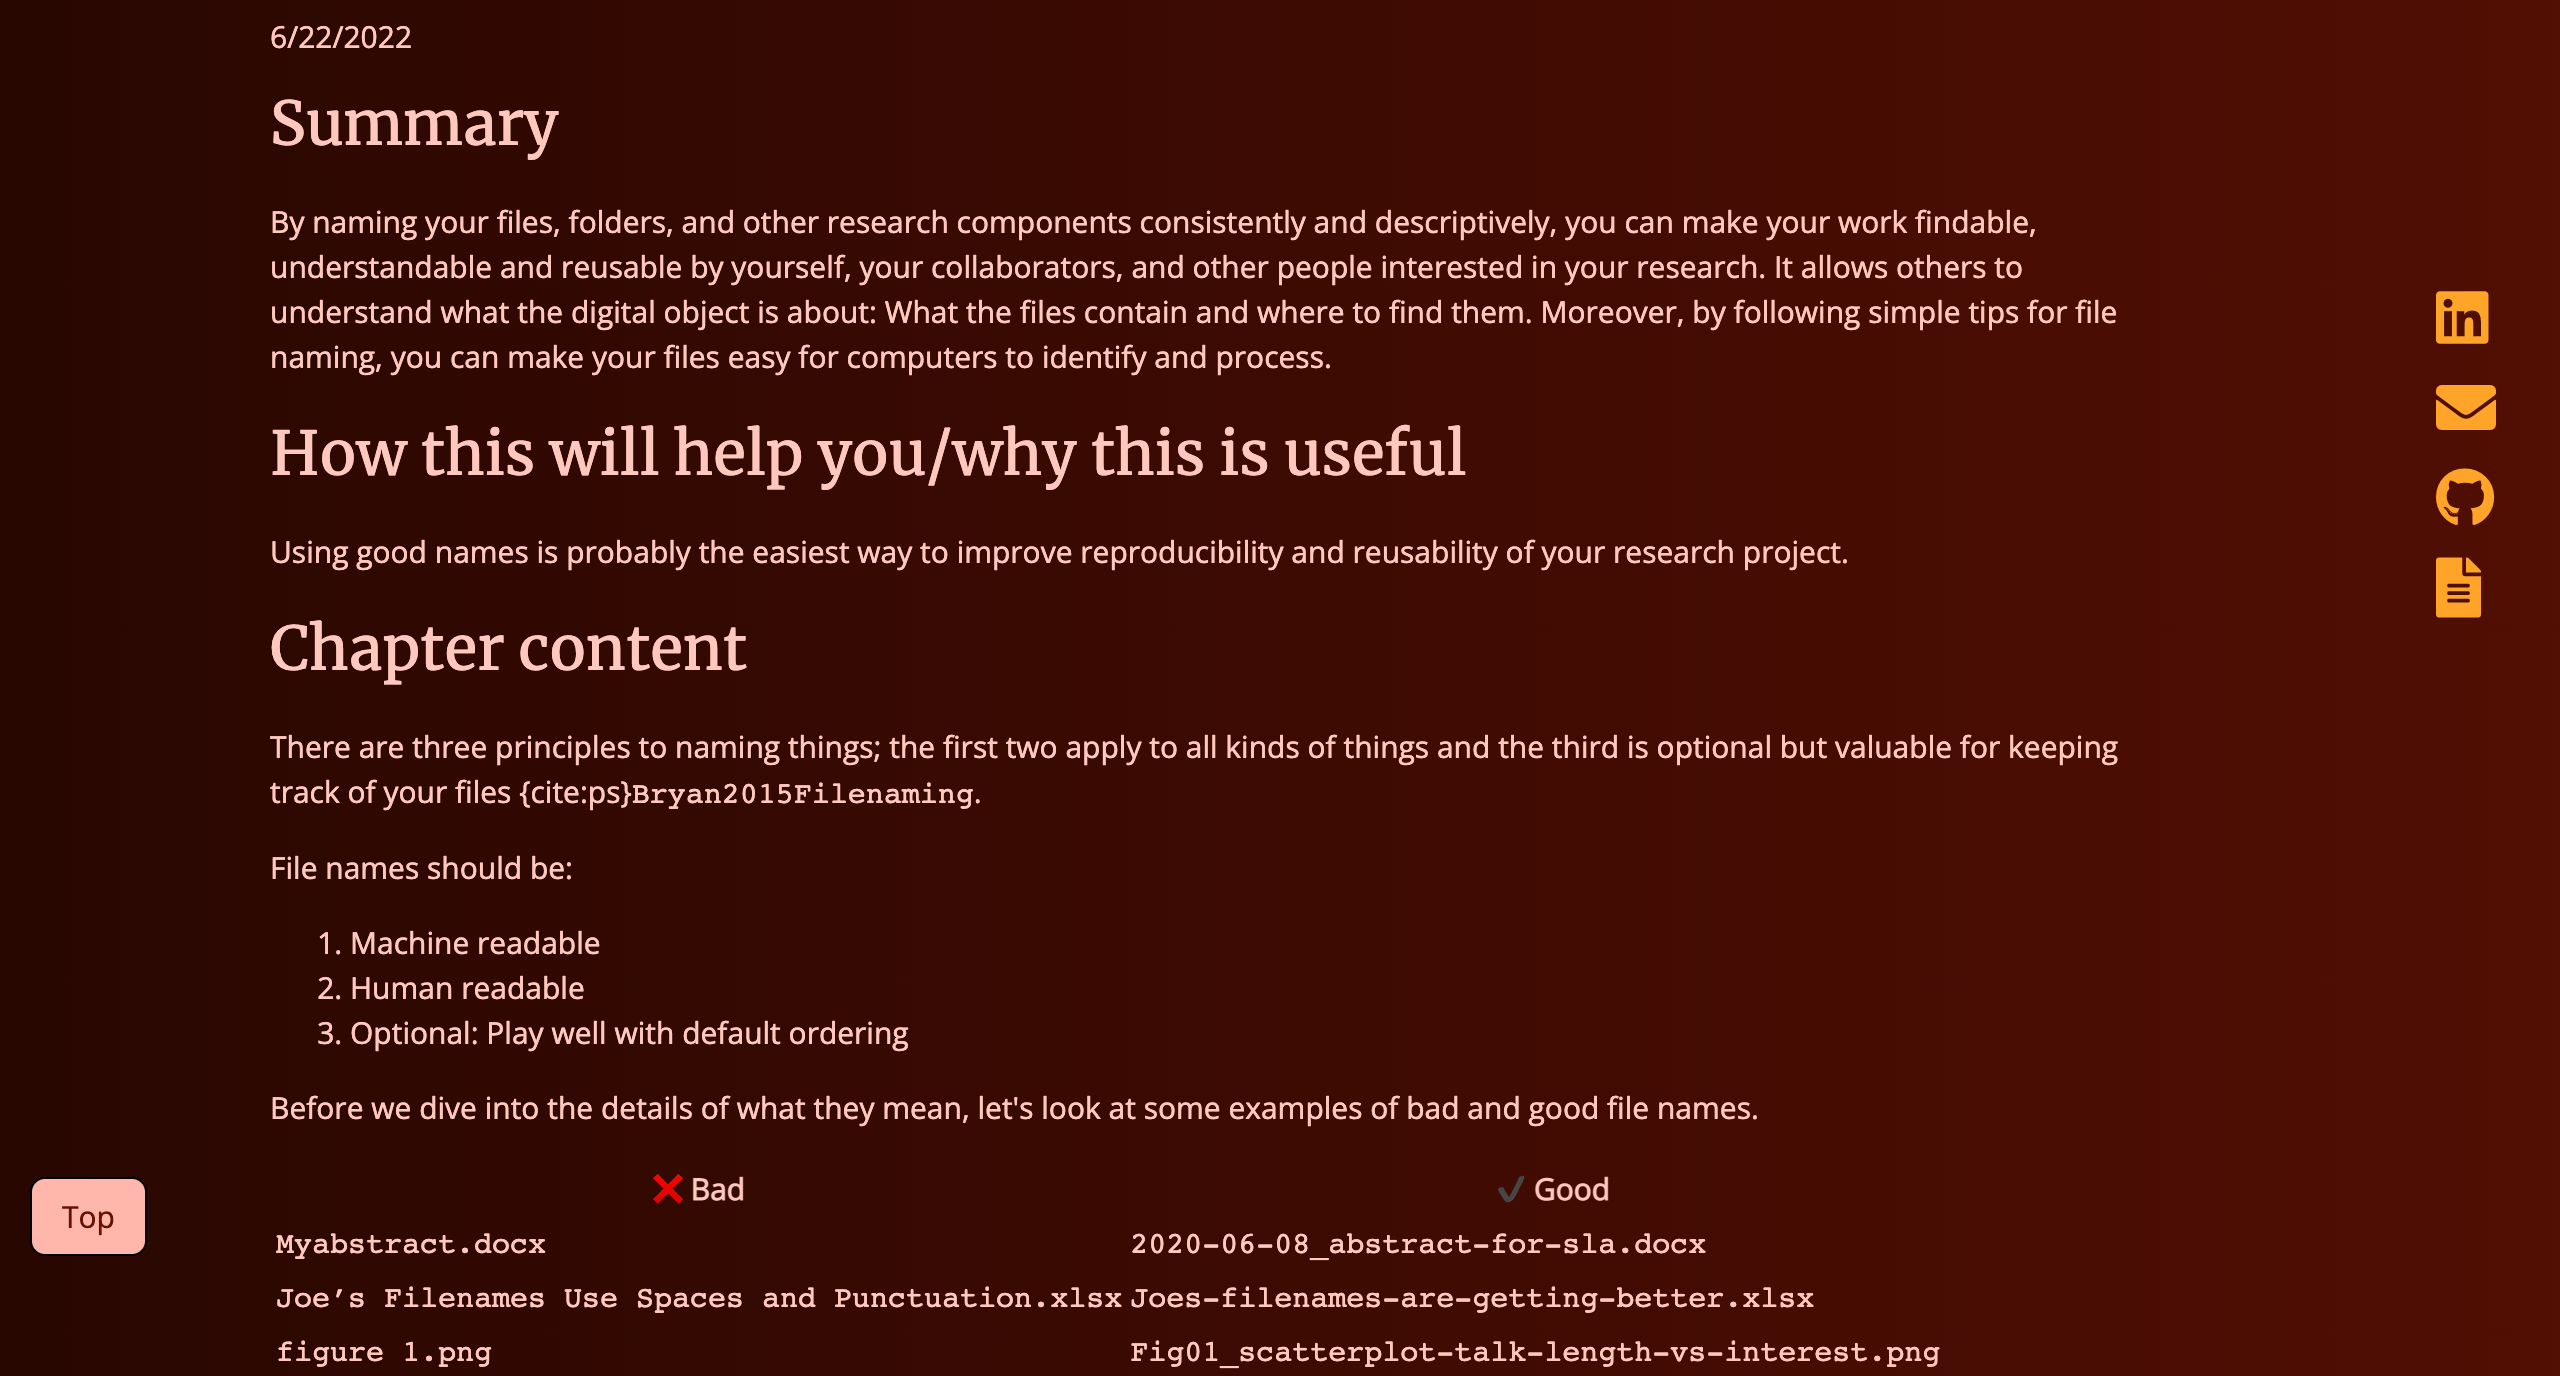 6/22/2022
Summary
By naming your files, folders, and other research components consistently and descriptively, you can make your work findable,
understandable and reusable by yourself, your collaborators, and other people interested in your research. It allows others to
understand what the digital object is about: What the files contain and where to find them. Moreover, by following simple tips for file
naming, you can make your files easy for computers to identify and process.
How this will help you/why this is useful
Using good names is probably the easiest way to improve reproducibility and reusability of your research project.
Chapter content
There are three principles to naming things; the first two apply to all kinds of things and the third is optional but valuable for keeping
track of your files {cite:ps}Bryan2015Filenaming.
File names should be:
1. Machine readable
2. Human readable
3. Optional: Play well with default ordering
Before we dive into the details of what they mean, let's look at some examples of bad and good file names.
❌ Bad ✔ Good
Myabstract.docx 2020-06-08_abstract-for-sla.docx
Joe’s Filenames Use Spaces and Punctuation.xlsx Joes-filenames-are-getting-better.xlsx
figure 1.png Fig01_scatterplot-talk-length-vs-interest.png
Top
in